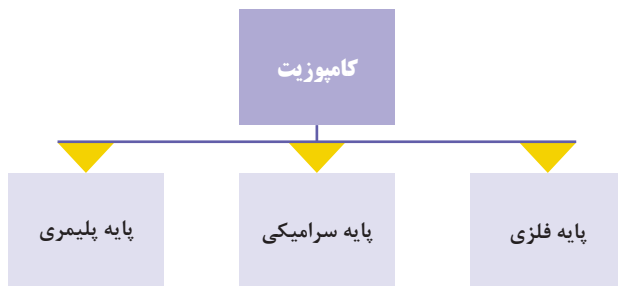 کامپوزیت
پایه فلزی
پایه سرامیکی
پایه پلیمری